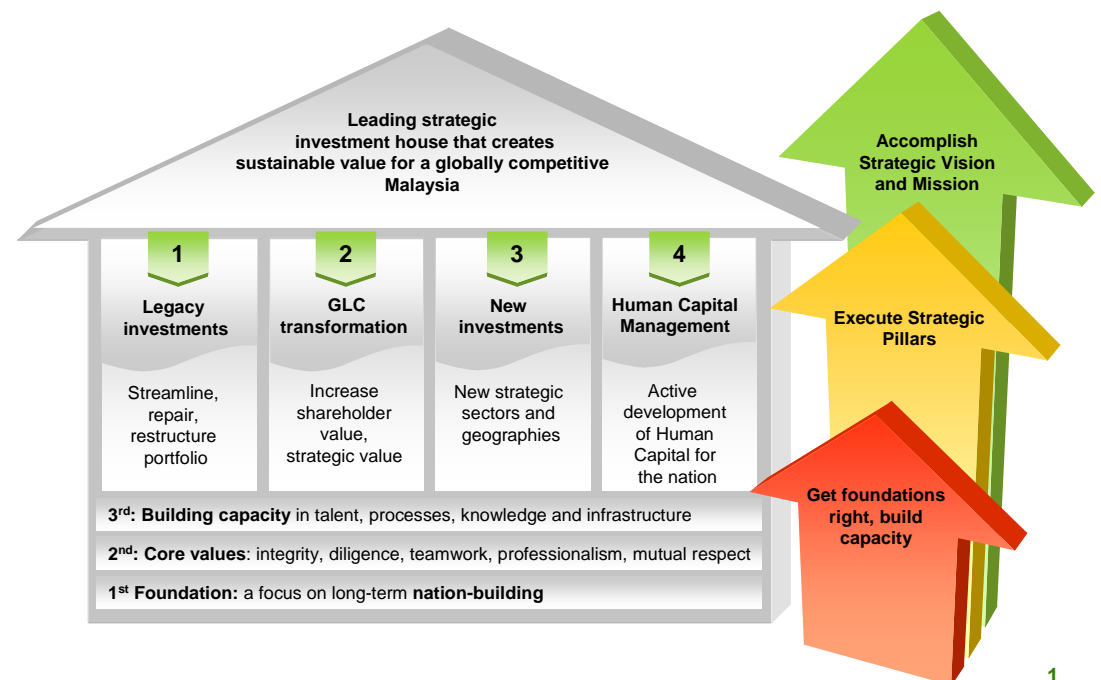 Leading strategic
investment house that creates
sustainable value for a globally competitive
Malaysia
1
Legacy
investments
Streamline,
repair,
restructure
portfolio
2
GLC
transformation
Increase
shareholder
value,
strategic value
3
New
investments
New strategic
sectors and
geographies
4
Human Capital
Management
Active
development
of Human
Capital for
the nation
3rd: Building capacity in talent, processes, knowledge and infrastructure
2nd: Core values: integrity, diligence, teamwork, professionalism, mutual respect
1st Foundation: a focus on long-term nation-building
Accomplish
Strategic Vision
and Mission
Execute Strategic
Pillars
Get foundations
right, build
capacity
1